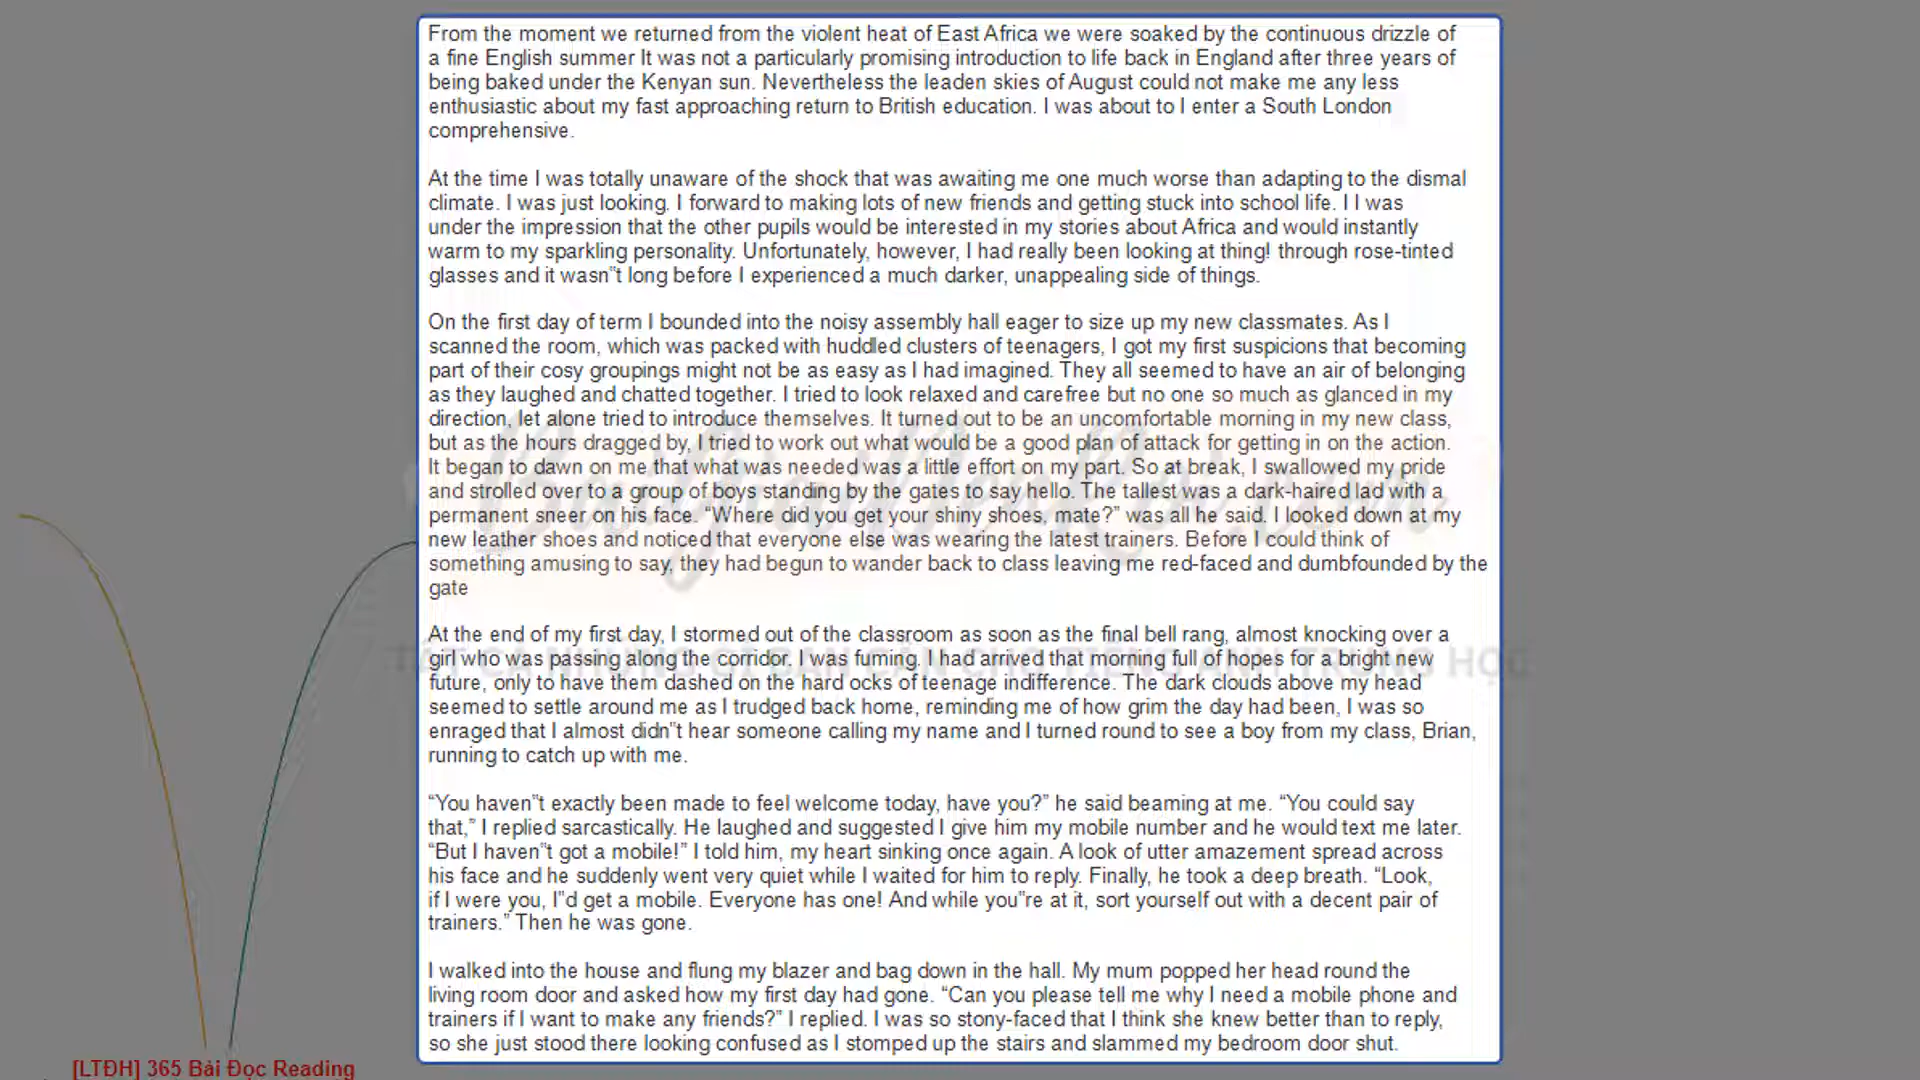 From the moment we returned from the violent heat of East Africa we were soaked by the continuous drizzle of
a fine English summer It was not a particularly promising introduction to life back in England after three years of
being baked under the Kenyan sun. Nevertheless the leaden skies of August could not make me any less
enthusiastic about my fast approaching return to British education. I was about to I enter a South London
comprehensive.
At the time I was totally unaware of the shock that was awaiting me one much worse than adapting to the dismal
climate. I was just looking. I forward to making lots of new friends and getting stuck into school life. I I was
under the impression that the other pupils would be interested in my stories about Africa and would instantly
warm to my sparkling personality. Unfortunately, however, I had really been looking at thing! through rose-tinted
glasses and it wasn"t long before I experienced a much darker, unappealing side of things.
On the first day of term I bounded into the noisy assembly hall eager to size up my new classmates. As I
scanned the room, which was packed with huddled clusters of teenagers, I got my first suspicions that becoming
part of their cosy groupings might not be as easy as I had imagined. They all seemed to have an air of belonging
as they laughed and chatted together. I tried to look relaxed and carefree but no one so much as glanced in my
direction, let alone tried to introduce themselves. It turned out to be an uncomfortable morning in my new class,
but as the hours dragged by, I tried to work out what would be a good plan of attack for getting in on the action.
It began to dawn on me that what was needed was a little effort on my part. So at break, I swallowed my pride
and strolled over to a group of boys standing by the gates to say hello. The tallest was a dark-haired lad with a
permanent sneer on his face. “Where did you get your shiny shoes, mate?” was all he said. I looked down at my
new leather shoes and noticed that everyone else was wearing the latest trainers. Before I could think of
something amusing to say, they had begun to wander back to class leaving me red-faced and dumbfounded by the
gate
At the end of my first day, I stormed out of the classroom as soon as the final bell rang, almost knocking over a
girl who was passing along the corridor. I was fuming. I had arrived that morning full of hopes for a bright new
future, only to have them dashed on the hard ocks of teenage indifference. The dark clouds above my head
seemed to settle around me as I trudged back home, reminding me of how grim the day had been, I was so
enraged that I almost didn"t hear someone calling my name and I turned round to see a boy from my class, Brian,
running to catch up with me.
“You haven"t exactly been made to feel welcome today, have you?” he said beaming at me. “You could say
that,” I replied sarcastically. He laughed and suggested I give him my mobile number and he would text me later.
“But I haven"t got a mobile!” I told him, my heart sinking once again. A look of utter amazement spread across
his face and he suddenly went very quiet while I waited for him to reply. Finally, he took a deep breath. “Look,
if I were you, I"d get a mobile. Everyone has one! And while you"re at it, sort yourself out with a decent pair of
trainers.” Then he was gone.
I walked into the house and flung my blazer and bag down in the hall. My mum popped her head round the
living room door and asked how my first day had gone. “Can you please tell me why I need a mobile phone and
trainers if I want to make any friends?” I replied. I was so stony-faced that I think she knew better than to reply,
so she just stood there looking confused as I stomped up the stairs and slammed my bedroom door shut.
TẤT CẢ NHỮNG GÌ BẠN CẦN CHO TIẾNG ANH TRUNG HỌC
[LTĐH] 365 Bài Đọc Reading